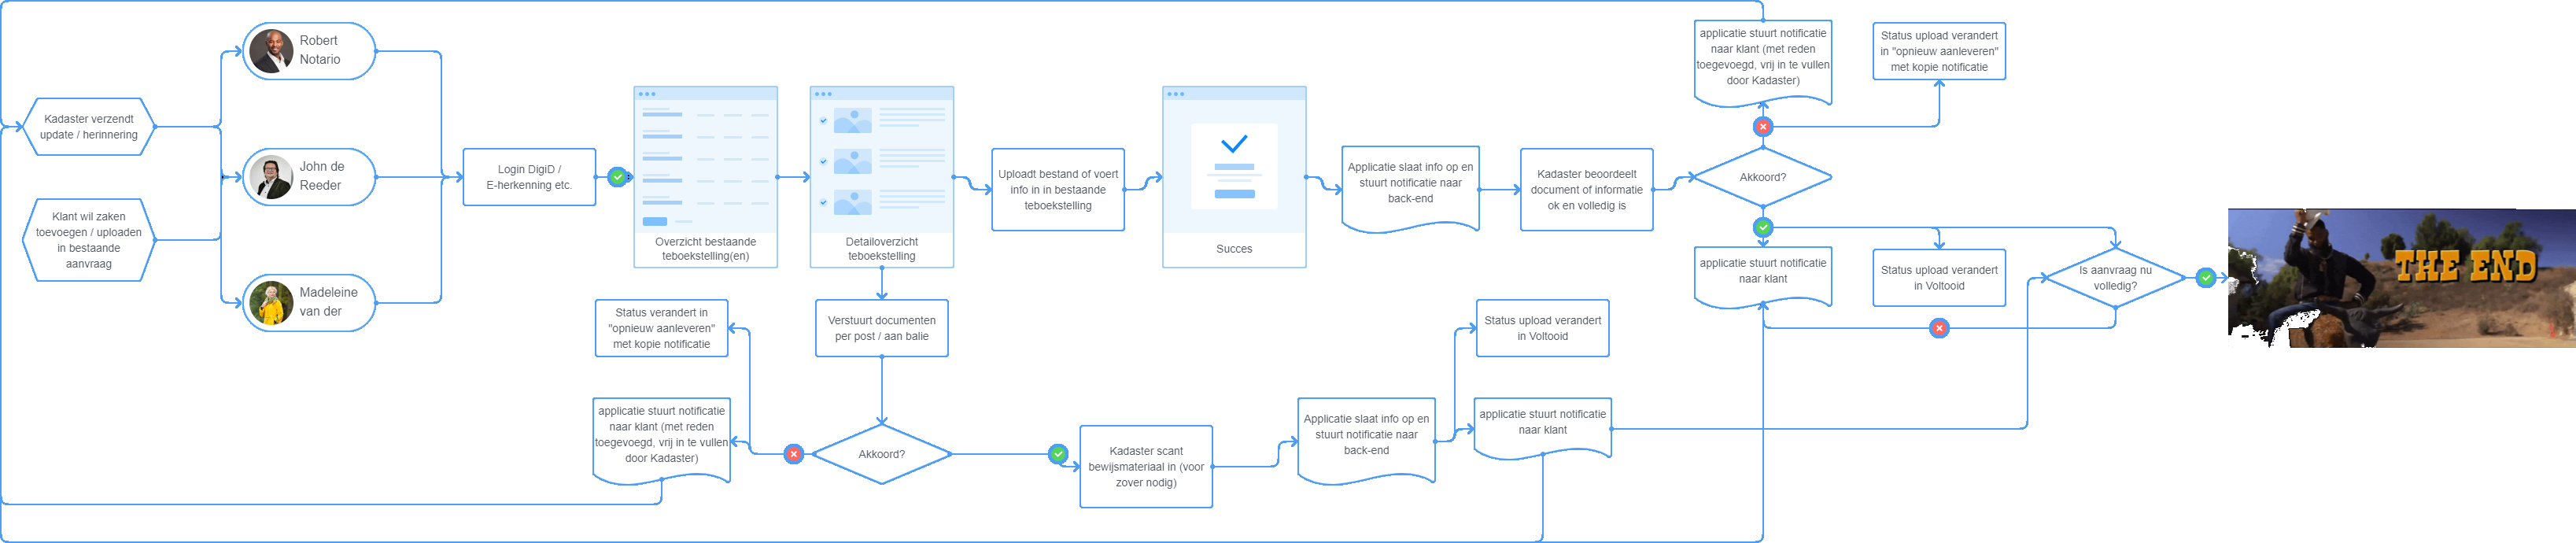 Kadaster verzendt
update / herinnering
Klant wil zaken
toevoegen / uploaden
in bestaande
aanvraag
Robert
Notario
John de
Reeder
Madeleine
van der
Login DigiD /
E-herkenning etc.
Overzicht bestaande
teboekstelling(en)
Detailoverzicht
teboekstelling
Uploadt bestand of voert
info in in bestaande
teboekstelling
Succes
Applicatie slaat info op en
stuurt notificatie naar
back-end
Kadaster beoordeelt
document of informatie
ok en volledig is
Akkoord?
applicatie stuurt notificatie
naar klant (met reden
toegevoegd, vrij in te vullen
door Kadaster)
Status upload verandert
in "opnieuw aanleveren"
met kopie notificatie
applicatie stuurt notificatie
naar klant
Status upload verandert
in Voltooid
Is aanvraag nu
volledig?
THE END
Verstuurt documenten
per post / aan balie
Status verandert in
"opnieuw aanleveren"
met kopie notificatie
applicatie stuurt notificatie
naar klant (met reden
toegevoegd, vrij in te vullen
door Kadaster)
Akkoord?
Kadaster scant
bewijsmateriaal in (voor
zover nodig)
Applicatie slaat info op en
stuurt notificatie naar
back-end
Status upload verandert
in Voltooid
applicatie stuurt notificatie
naar klant